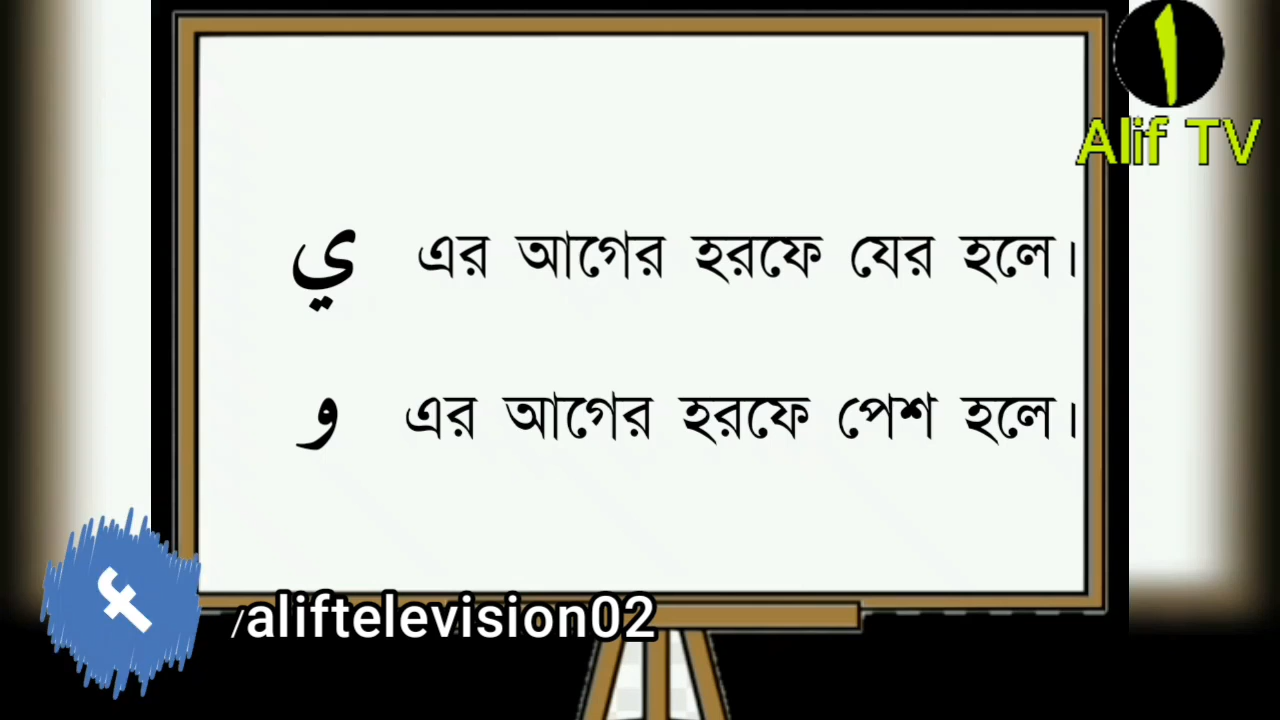 Alif TV
ي এর আগের হরফে যের হলে।
و এর আগের হরফে পেশ হলে।
/aliftelevision02